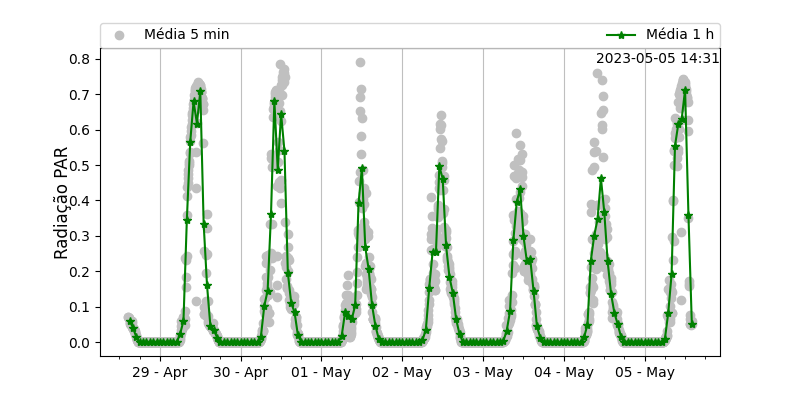 Média 5 min
Média 1 h
2023-05-05 14:31
Radiação PAR
0.8
0.7
0.6
0.5
0.4
0.3
0.2
0.1
0.0
29 - Apr
30 - Apr
01 - May
02 - May
03 - May
04 - May
05 - May